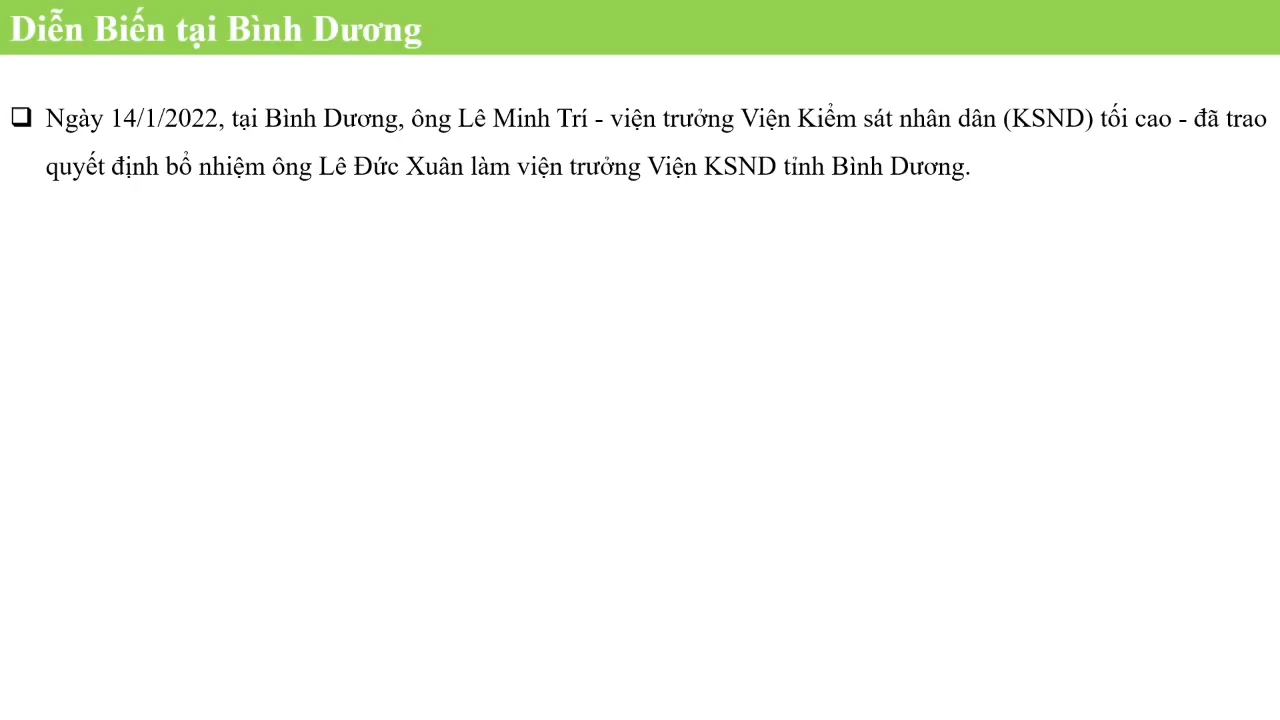 Diễn Biến tại Bình Dương
Ngày 14/1/2022, tại Bình Dương, ông Lê Minh Trí - viện trưởng Viện Kiểm sát nhân dân (KSND) tối cao - đã trao
quyết định bổ nhiệm ông Lê Đức Xuân làm viện trưởng Viện KSND tỉnh Bình Dương.